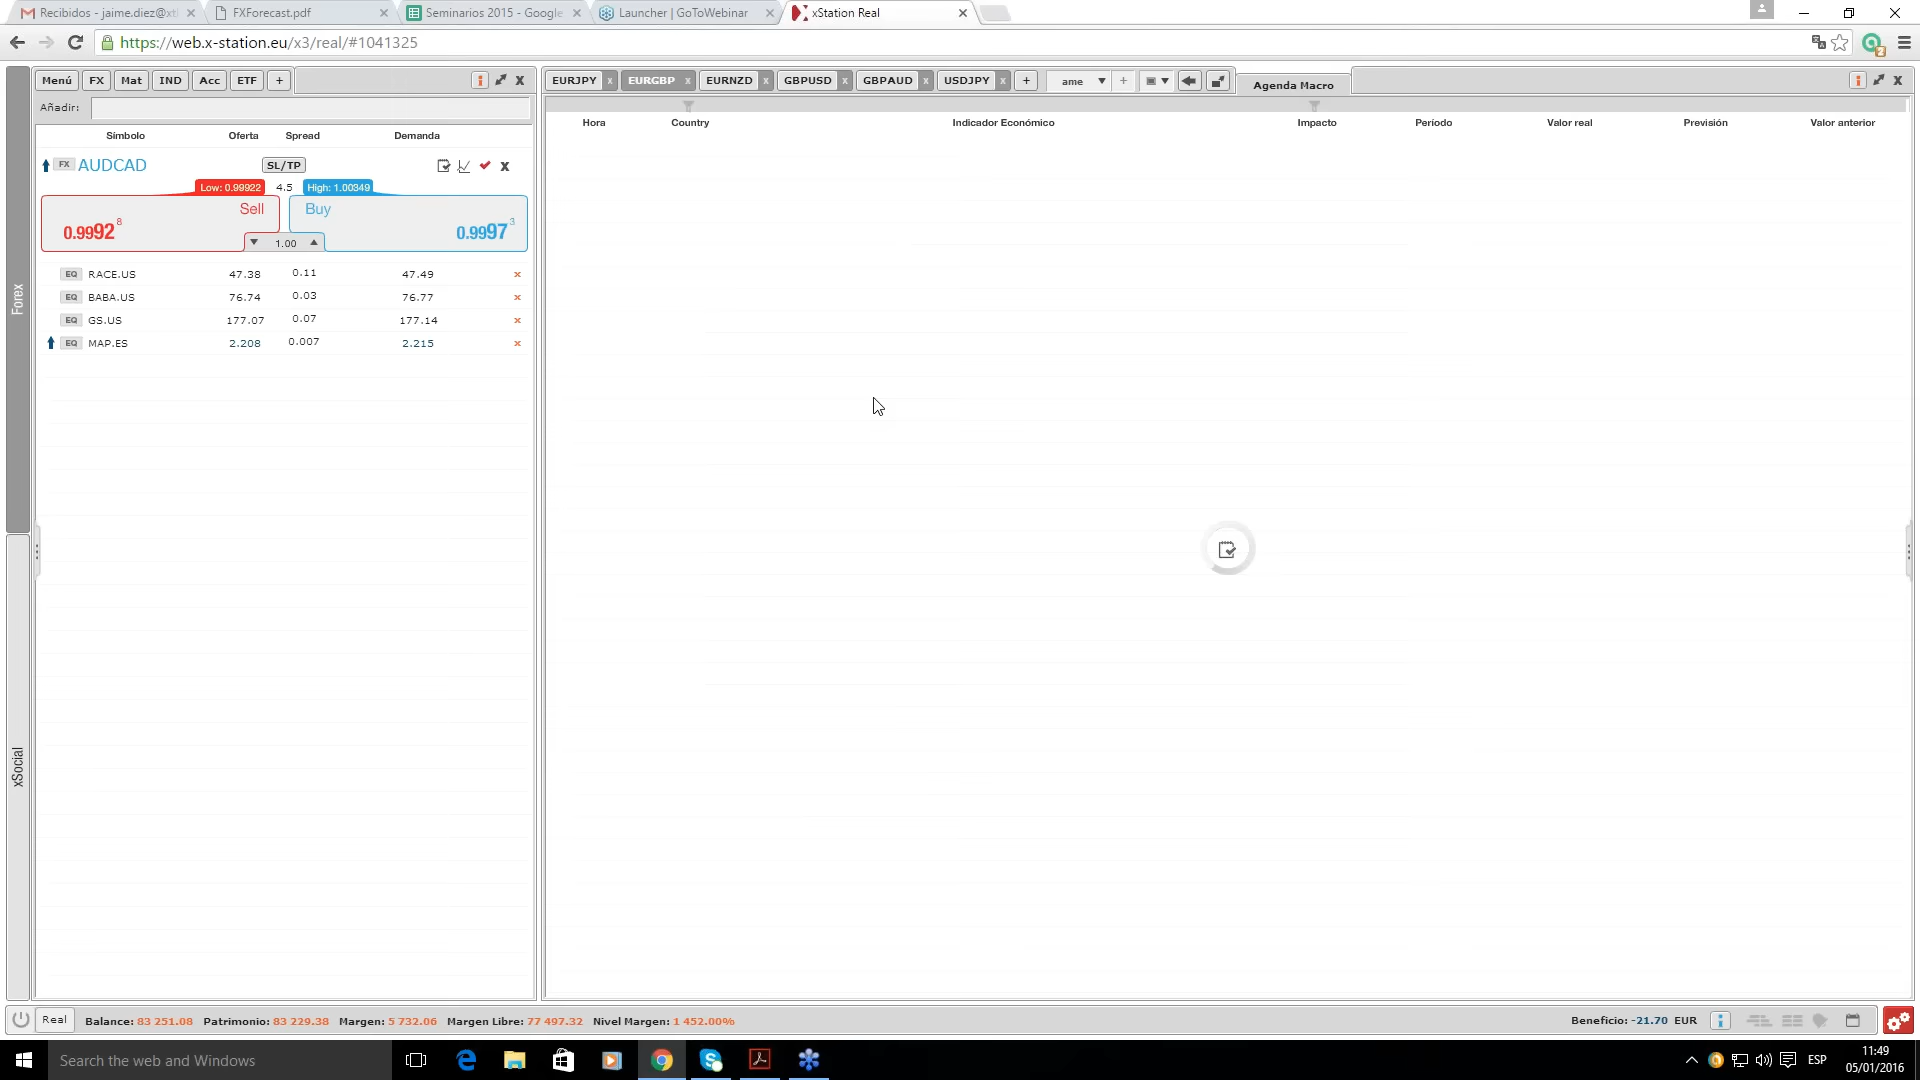 Recibidos - jaime.diez@xt
FXForecast.pdf
Seminarios 2015 - Google
Launcher | GoToWebinar
xStation Real
https://web.x-station.eu/x3/real/#1041325
Menú FX Mat IND Acc ETF +
EURJPY x EURGBP x EURNZD x GBPUSD x GBPAUD x USDJPY x + ame
Agenda Macro
Añadir:
Símbolo Oferta Spread Demanda
Hora Country Indicador Económico Impacto Período Valor real Previsión Valor anterior
FX AUDCAD SL/TP
Low: 0.99922 4.5 High: 1.00349
Sell Buy
0.9992 8 0.9997 3
1.00
EQ RACE.US 47.38 0.11 47.49
EQ BABA.US 76.74 0.03 76.77
EQ GS.US 177.07 0.07 177.14
EQ MAP.ES 2.208 0.007 2.215
Forex
xSocial
Real Balance: 83 251.08 Patrimonio: 83 229.38 Margen: 5 732.06 Margen Libre: 77 497.32 Nivel Margen: 1 452.00% Beneficio: -21.70 EUR
Search the web and Windows
ESP
11:49
05/01/2016